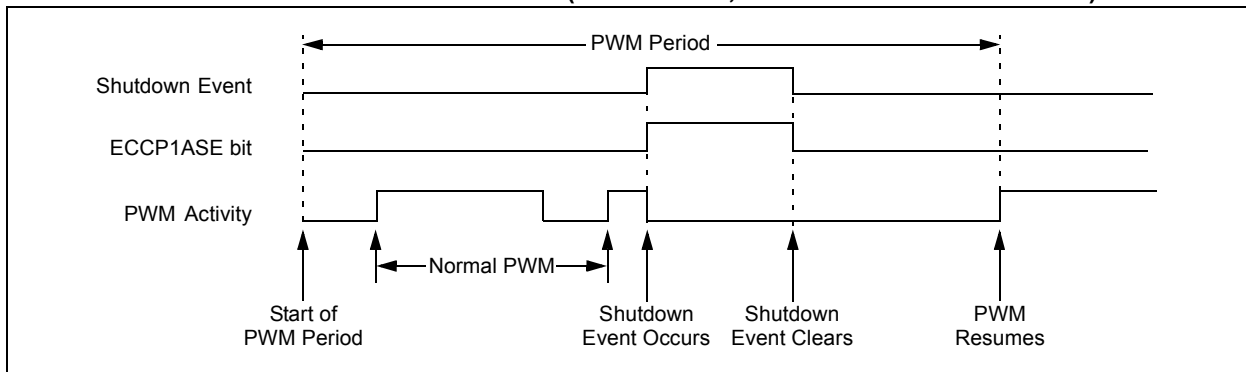 PWM Period
Shutdown Event
ECCP1ASE bit
PWM Activity
Normal PWM
Start of
PWM Period
Shutdown
Event Occurs
Shutdown
Event Clears
PWM
Resumes